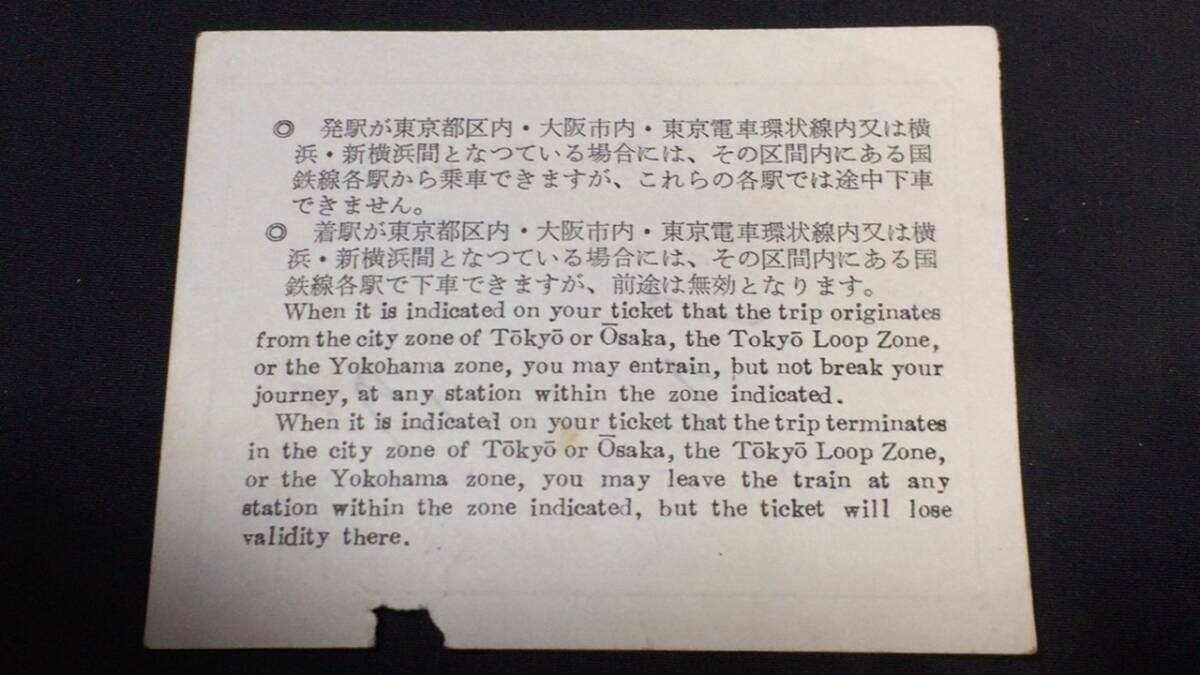 ◎ 発駅が東京都区内・大阪市内・東京電車環状線内又は横
浜・新横浜間となつている場合には、その区間内にある国
鉄線各駅から乗車できますが、これらの各駅では途中下車
できません。
◎ 着駅が東京都区内・大阪市内・東京電車環状線内又は横
浜・新横浜間となつている場合には、その区間内にある国
鉄線各駅で下車できますが、前途は無効となります。
When it is indicated on your ticket that the trip originates
from the city zone of Tōkyō or Ōsaka, the Tokyō Loop Zone,
or the Yokohama zone, you may entrain, but not break your
journey, at any station within the zone indicated.
When it is indicated on your ticket that the trip terminates
in the city zone of Tōkyō or Ōsaka, the Tōkyō Loop Zone,
or the Yokohama zone, you may leave the train at any
station within the zone indicated, but the ticket will lose
validity there.